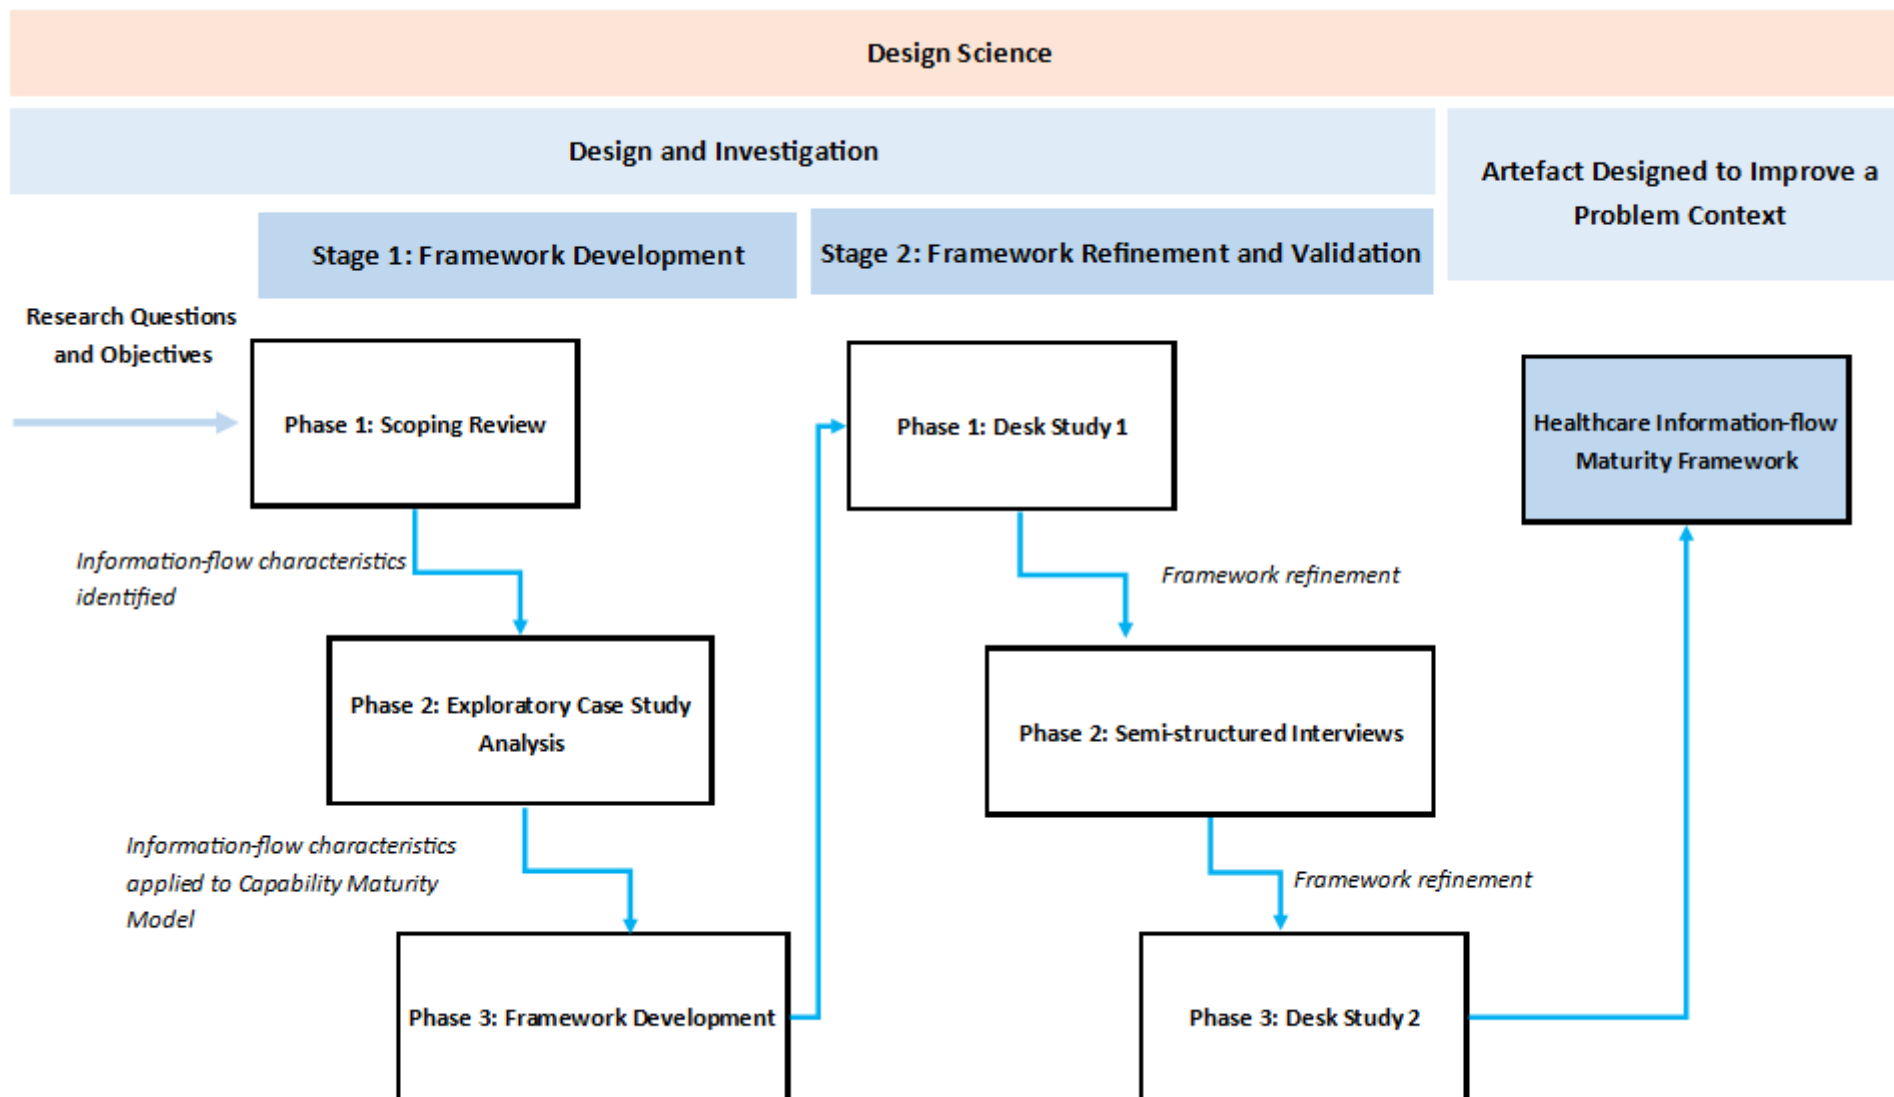 Design Science
Design and Investigation
Artefact Designed to Improve a
Problem Context
Stage 1: Framework Development
Stage 2: Framework Refinement and Validation
Research Questions
and Objectives
Phase 1: Scoping Review
Information-flow characteristics
identified
Phase 2: Exploratory Case Study
Analysis
Information-flow characteristics
applied to Capability Maturity
Model
Phase 3: Framework Development
Phase 1: Desk Study 1
Framework refinement
Phase 2: Semi-structured Interviews
Framework refinement
Phase 3: Desk Study 2
Healthcare Information-flow
Maturity Framework